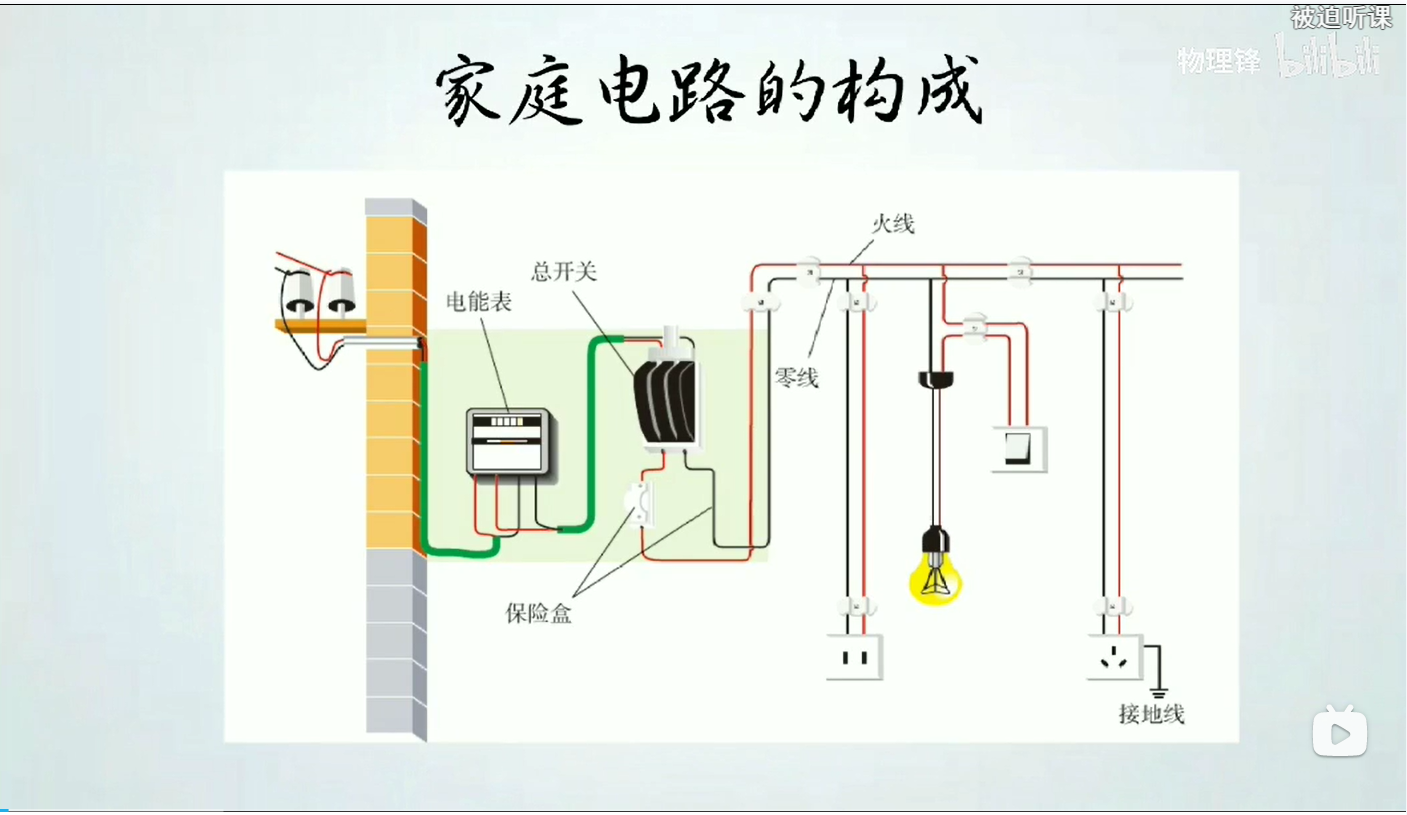 被迫听课
物理锋 bilibili
家庭电路的构成
火线
总开关
电能表
零线
保险盒
接地线